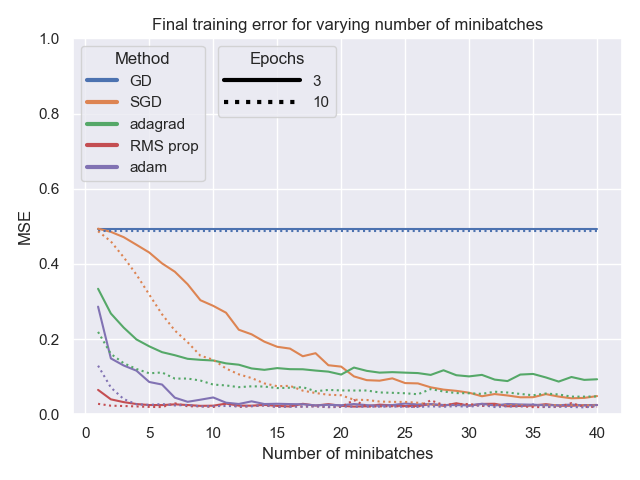 Final training error for varying number of minibatches
1.0
0.8
0.6
0.4
0.2
0.0
MSE
Method
GD
SGD
adagrad
RMS prop
adam
Epochs
3
10
0 5 10 15 20 25 30 35 40
Number of minibatches